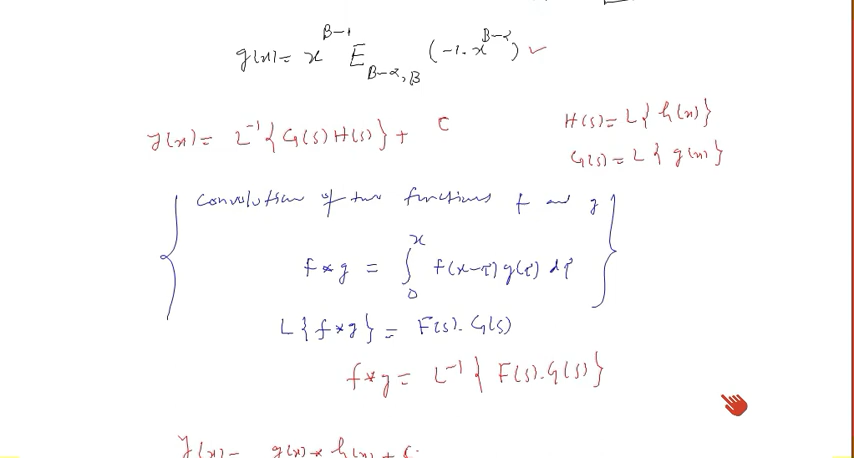 g(x) = x^{β-1} E_{β-α, β} (-1. x^{β-α}) ✓
y(x) = L^{-1} { G(s) H(s) } + C
H(s) = L { h(x) }
G(s) = L { g(x) }
{ Convolution of two functions f and g }
f * g = ∫_0^x f(x-τ) g(τ) dτ
L { f * g } = F(s). G(s)
f * g = L^{-1} { F(s). G(s) }
y(x) = g(x) * h(x) + C